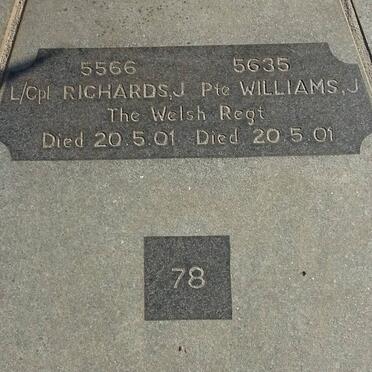 5566 5635
L/Cpl RICHARDS,J Pte WILLIAMS,J
The Welsh Regt
Died 20.5.01 Died 20.5.01
78